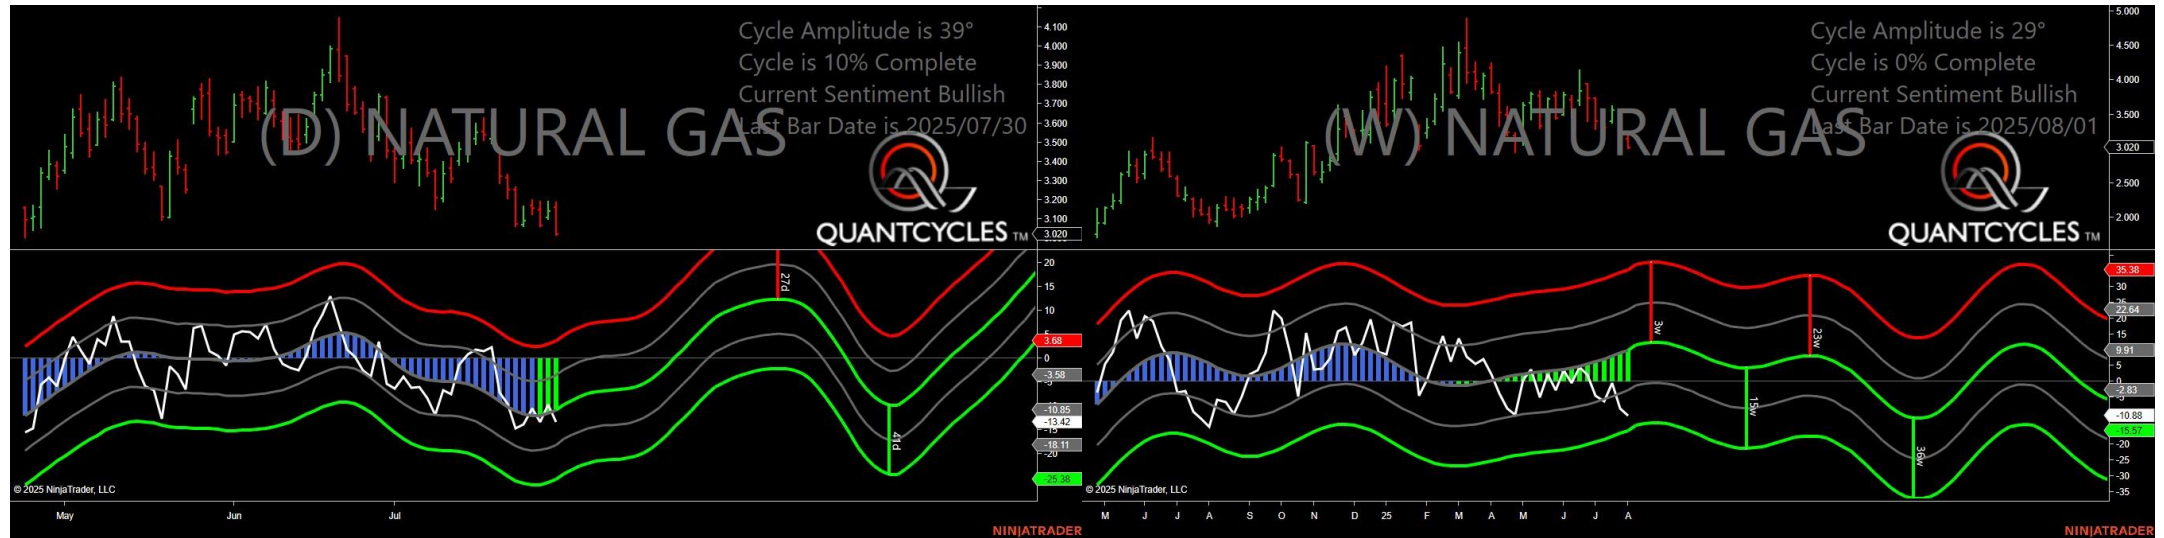 Cycle Amplitude is 39°
Cycle is 10% Complete
Current Sentiment Bullish
Last Bar Date is 2025/07/30
(D) NATURAL GAS
QUANTCYCLES TM
4.100
4.000
3.900
3.800
3.700
3.600
3.500
3.400
3.300
3.200
3.100
3.020
27d
41d
20
15
10
5
3.68
0
-3.58
-10.85
-13.42
-15
-18.11
-20
-25.38
© 2025 NinjaTrader, LLC
May
Jun
Jul
NINJATRADER
Cycle Amplitude is 29°
Cycle is 0% Complete
Current Sentiment Bullish
Last Bar Date is 2025/08/01
(W) NATURAL GAS
QUANTCYCLES TM
5.000
4.500
4.000
3.500
3.020
2.500
2.000
3w
23w
15w
36w
35.38
30
25
22.64
20
15
9.91
5
0
-2.83
-5
-10.88
-15.57
-20
-25
-30
-35
© 2025 NinjaTrader, LLC
M
J
J
A
S
O
N
D
25
F
M
A
M
J
J
A
NINJATRADER